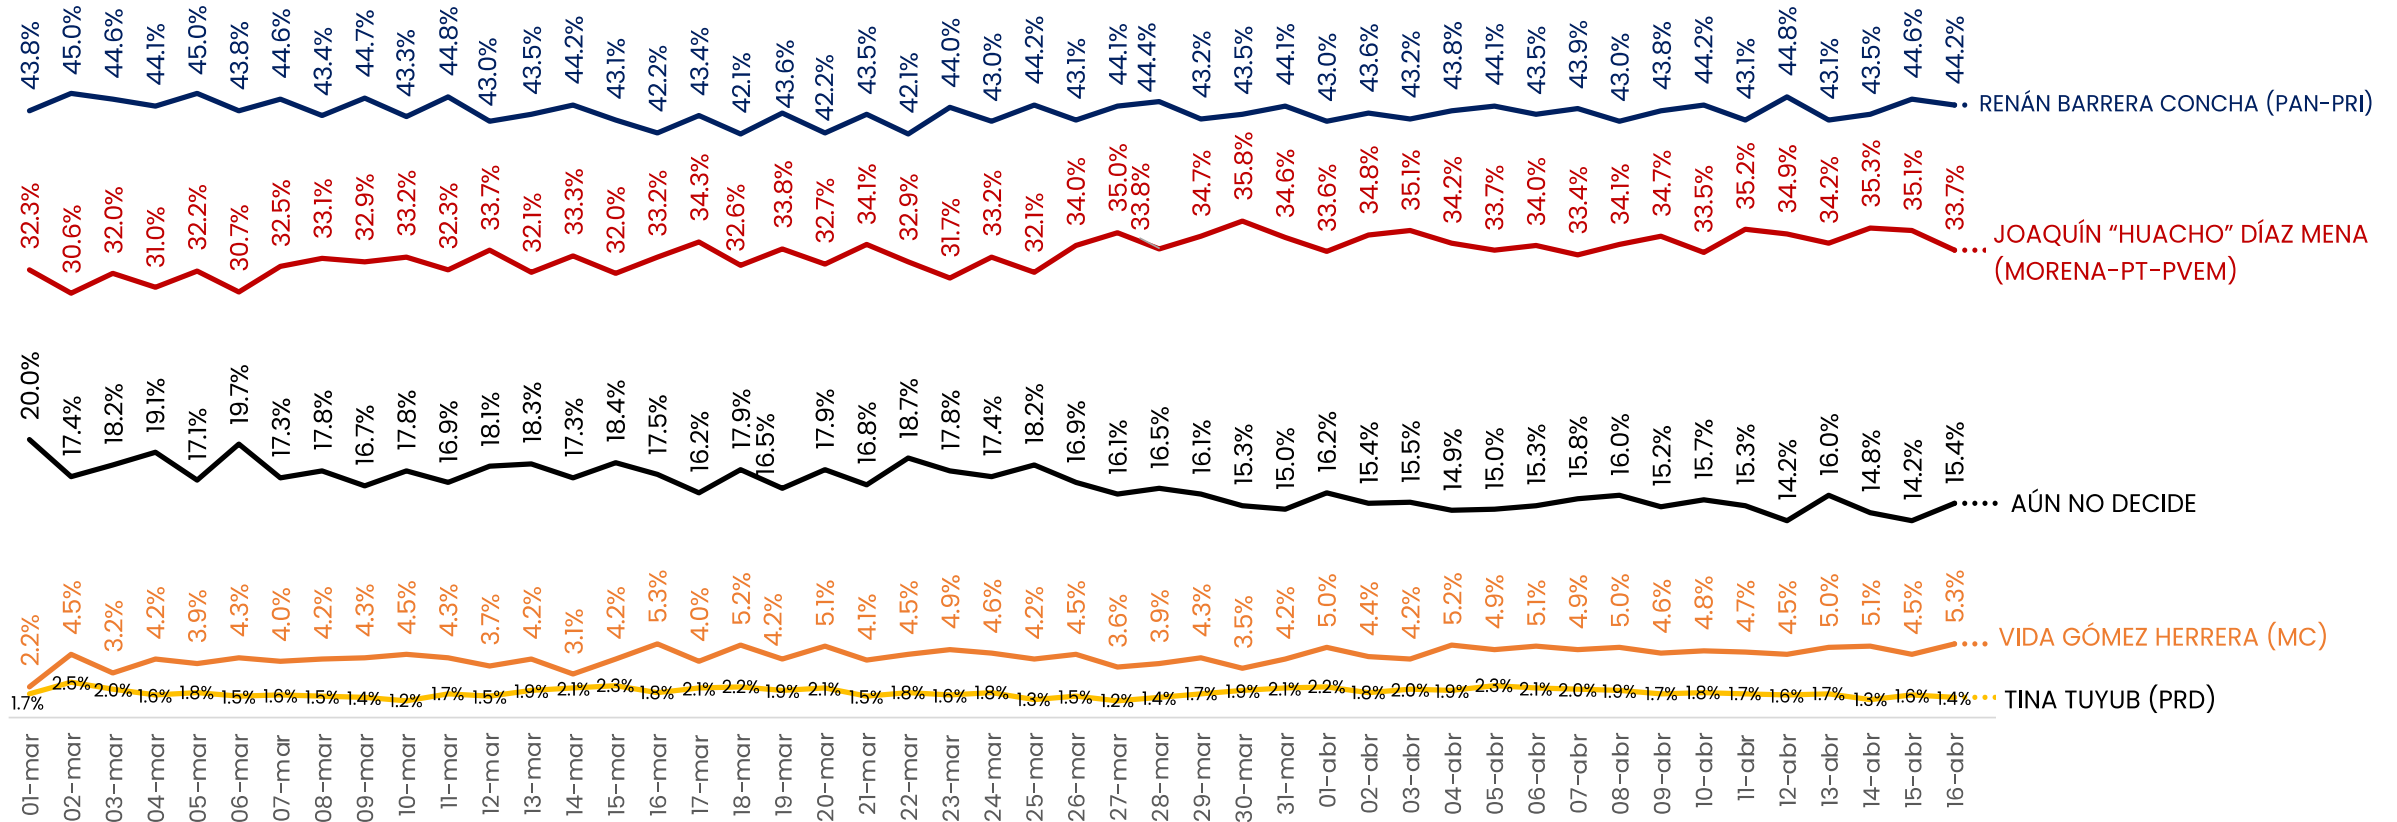 43.8% 45.0% 44.6% 44.1% 45.0% 43.8% 44.6% 43.4% 44.7% 43.3% 44.8% 43.0% 43.5% 44.2% 43.1% 42.2% 43.4% 42.1% 43.6% 42.2% 43.5% 42.1% 44.0% 43.0% 44.2% 43.1% 44.1% 44.4% 43.2% 43.5% 44.1% 43.0% 43.6% 43.2% 43.8% 44.1% 43.5% 43.9% 43.0% 43.8% 44.2% 43.1% 44.8% 43.1% 43.5% 44.6% 44.2%
RENÁN BARRERA CONCHA (PAN-PRI)
32.3% 30.6% 32.0% 31.0% 32.2% 30.7% 32.5% 33.1% 32.9% 33.2% 32.3% 33.7% 32.1% 33.3% 32.0% 33.2% 34.3% 32.6% 33.8% 32.7% 34.1% 32.9% 31.7% 33.2% 32.1% 34.0% 35.0% 33.8% 34.7% 35.8% 34.6% 33.6% 34.8% 35.1% 34.2% 33.7% 34.0% 33.4% 34.1% 34.7% 33.5% 35.2% 34.9% 34.2% 35.3% 35.1% 33.7%
JOAQUÍN “HUACHO” DÍAZ MENA
(MORENA-PT-PVEM)
20.0% 17.4% 18.2% 19.1% 17.1% 19.7% 17.3% 17.8% 16.7% 17.8% 16.9% 18.1% 18.3% 17.3% 18.4% 17.5% 16.2% 17.9% 16.5% 17.9% 16.8% 18.7% 17.8% 17.4% 18.2% 16.9% 16.1% 16.5% 16.1% 15.3% 15.0% 16.2% 15.4% 15.5% 14.9% 15.0% 15.3% 15.8% 16.0% 15.2% 15.7% 15.3% 14.2% 16.0% 14.8% 14.2% 15.4%
AÚN NO DECIDE
2.2% 4.5% 3.2% 4.2% 3.9% 4.3% 4.0% 4.2% 4.3% 4.5% 4.3% 3.7% 4.2% 3.1% 4.2% 5.3% 4.0% 5.2% 4.2% 5.1% 4.1% 4.5% 4.9% 4.6% 4.2% 4.5% 3.6% 3.9% 4.3% 3.5% 4.2% 5.0% 4.4% 4.2% 5.2% 4.9% 5.1% 4.9% 5.0% 4.6% 4.8% 4.7% 4.5% 5.0% 5.1% 4.5% 5.3%
VIDA GÓMEZ HERRERA (MC)
1.7% 2.5% 2.0% 1.6% 1.8% 1.5% 1.6% 1.5% 1.4% 1.2% 1.7% 1.5% 1.9% 2.1% 2.3% 1.8% 2.1% 2.2% 1.9% 2.1% 1.5% 1.8% 1.6% 1.8% 1.3% 1.5% 1.2% 1.4% 1.7% 1.9% 2.1% 2.2% 1.8% 2.0% 1.9% 2.3% 2.1% 2.0% 1.9% 1.7% 1.8% 1.7% 1.6% 1.7% 1.3% 1.6% 1.4%
TINA TUYUB (PRD)
01-mar 02-mar 03-mar 04-mar 05-mar 06-mar 07-mar 08-mar 09-mar 10-mar 11-mar 12-mar 13-mar 14-mar 15-mar 16-mar 17-mar 18-mar 19-mar 20-mar 21-mar 22-mar 23-mar 24-mar 25-mar 26-mar 27-mar 28-mar 29-mar 30-mar 31-mar 01-abr 02-abr 03-abr 04-abr 05-abr 06-abr 07-abr 08-abr 09-abr 10-abr 11-abr 12-abr 13-abr 14-abr 15-abr 16-abr